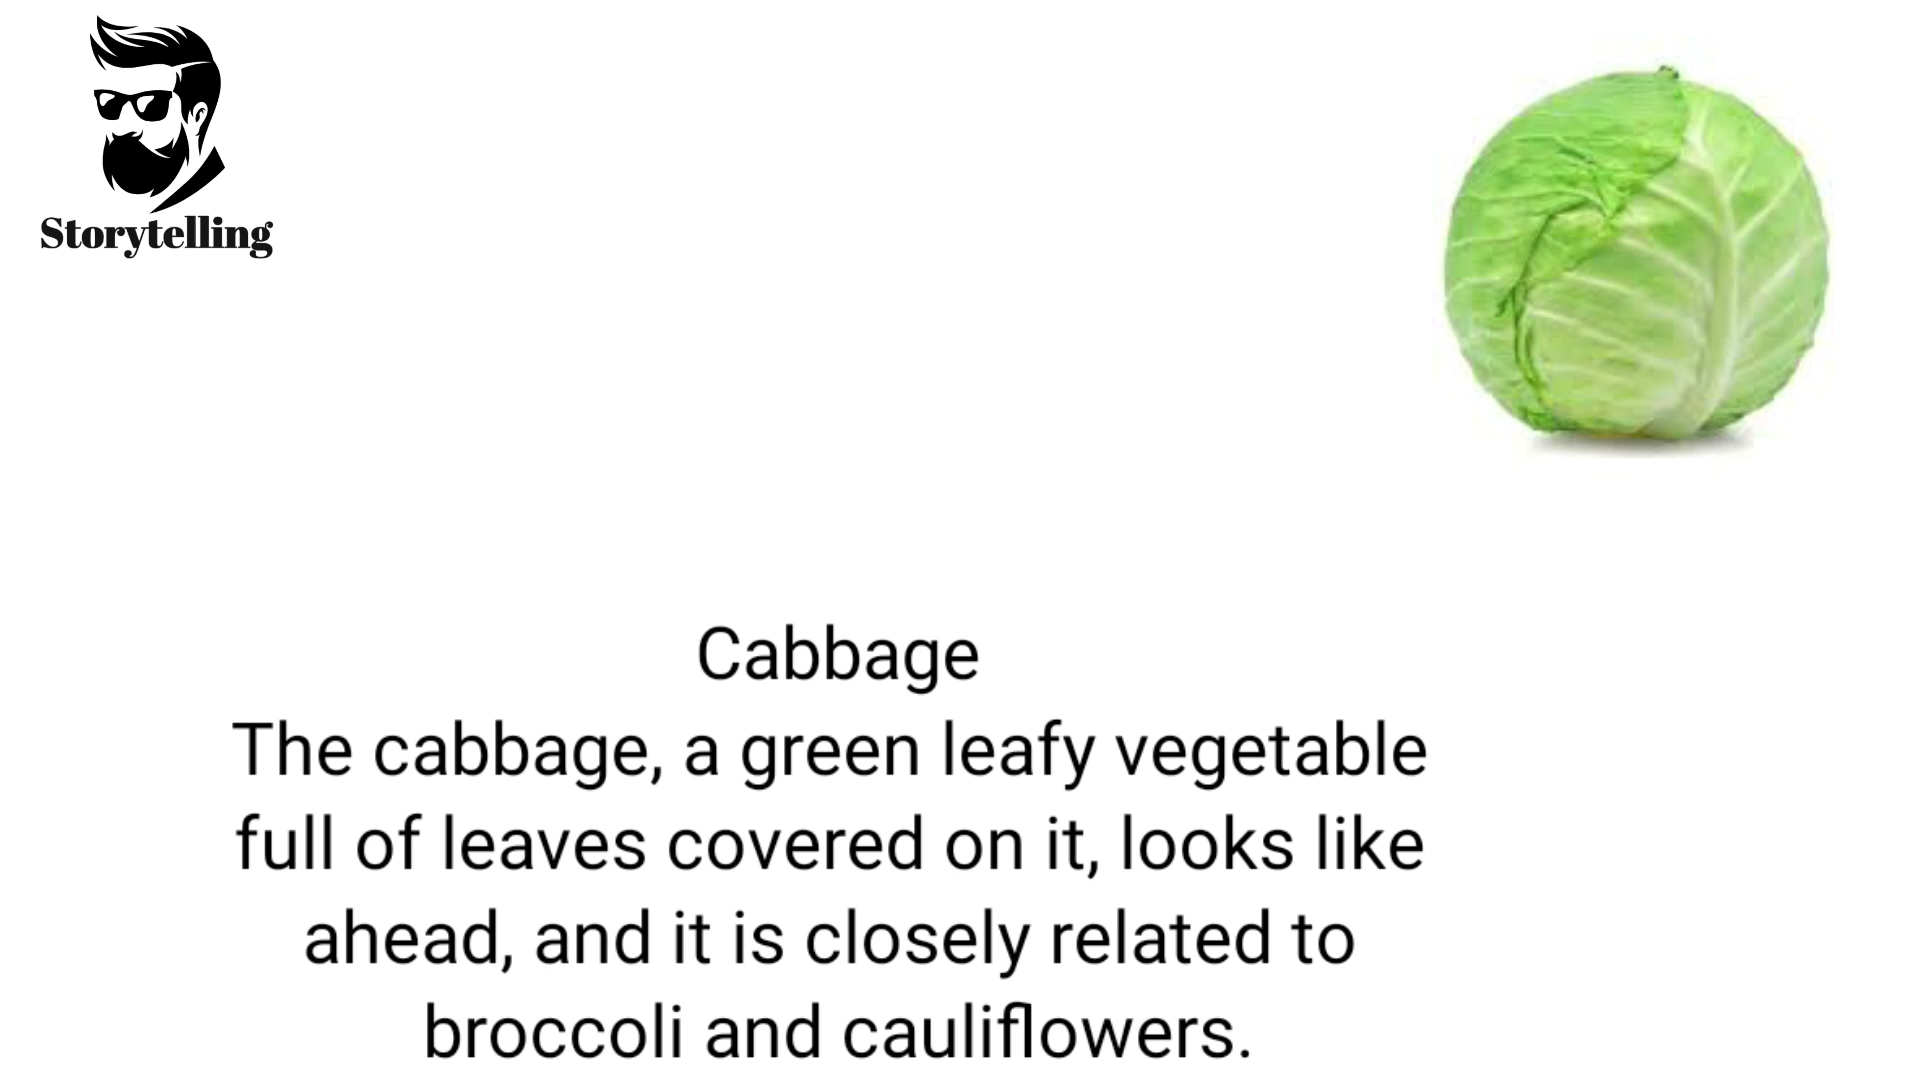 Storytelling
Cabbage
The cabbage, a green leafy vegetable
full of leaves covered on it, looks like
ahead, and it is closely related to
broccoli and cauliflowers.